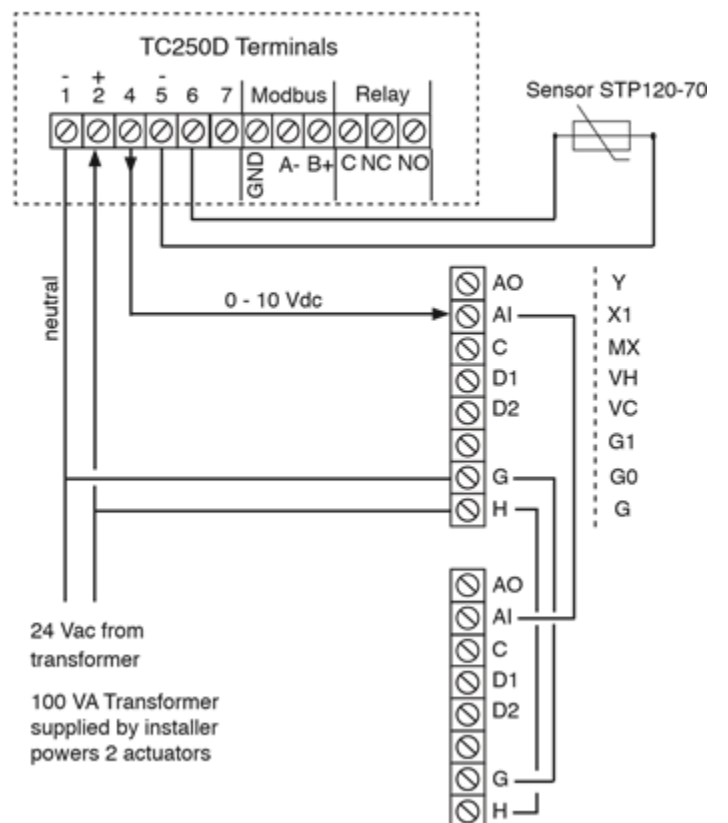 TC250D Terminals
- + -
1 2 4 5 6 7 Modbus Relay
GND A- B+ C NC NO
Sensor STP120-70
neutral
0 - 10 Vdc
AO Y
AI X1
C MX
D1 VH
D2 VC
G1
G G0
H G
AO
AI
C
D1
D2
G
H
24 Vac from
transformer
100 VA Transformer
supplied by installer
powers 2 actuators